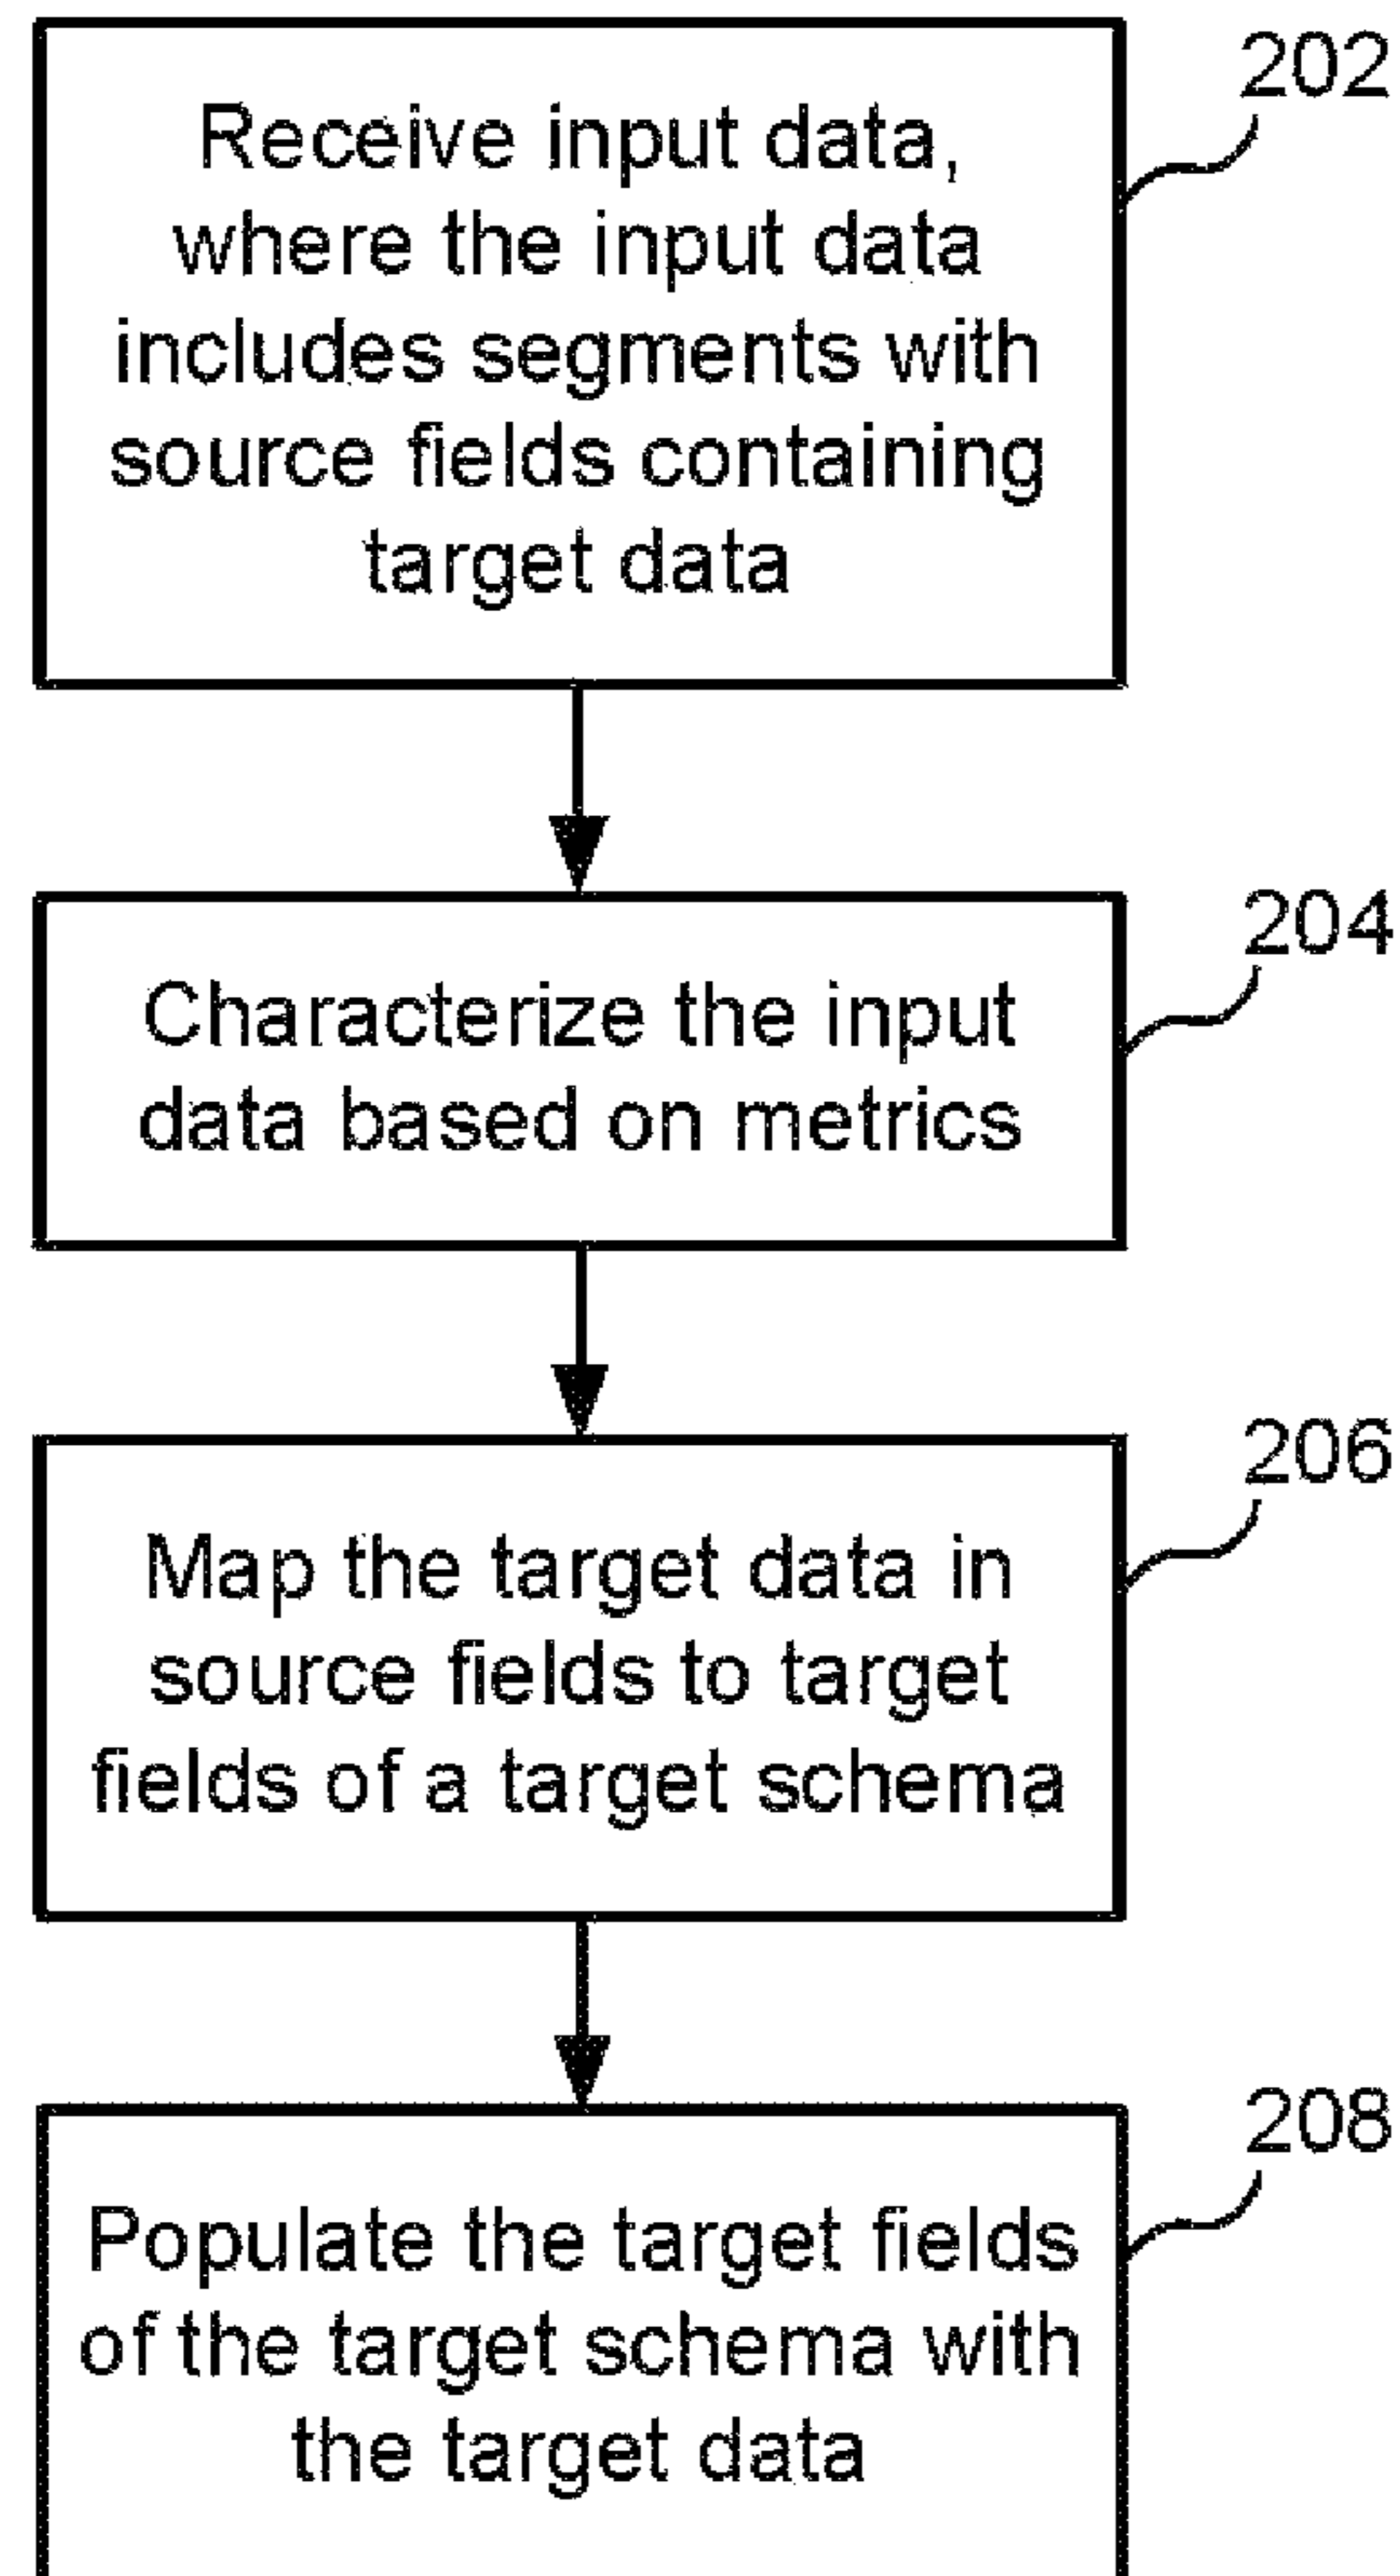 202
Receive input data,
where the input data
includes segments with
source fields containing
target data
204
Characterize the input
data based on metrics
206
Map the target data in
source fields to target
fields of a target schema
208
Populate the target fields
of the target schema with
the target data